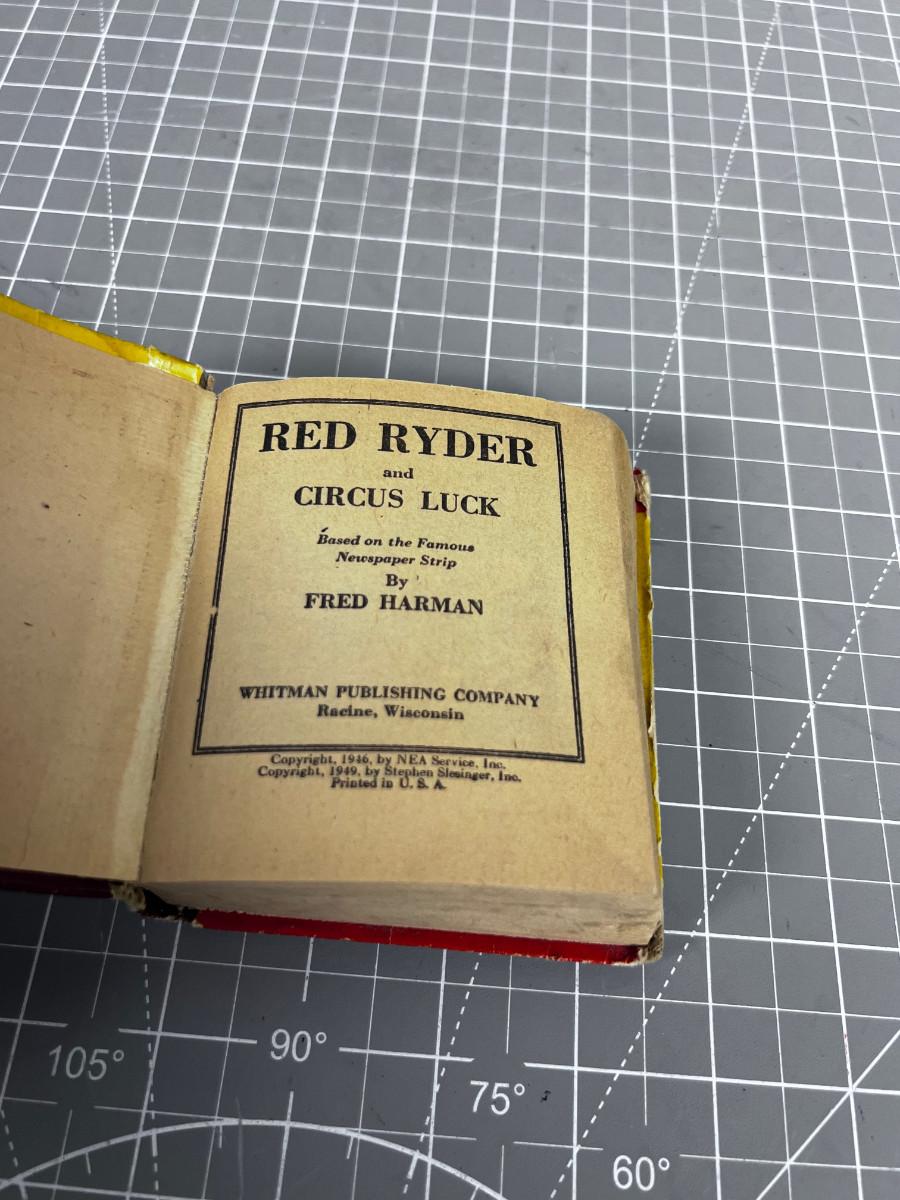 RED RYDER
and
CIRCUS LUCK
Based on the Famous
Newspaper Strip
By
FRED HARMAN
WHITMAN PUBLISHING COMPANY
Racine, Wisconsin
Copyright, 1946, by NEA Service, Inc.
Copyright, 1949, by Stephen Slesinger, Inc.
Printed in U. S. A.
105°
90°
75°
60°